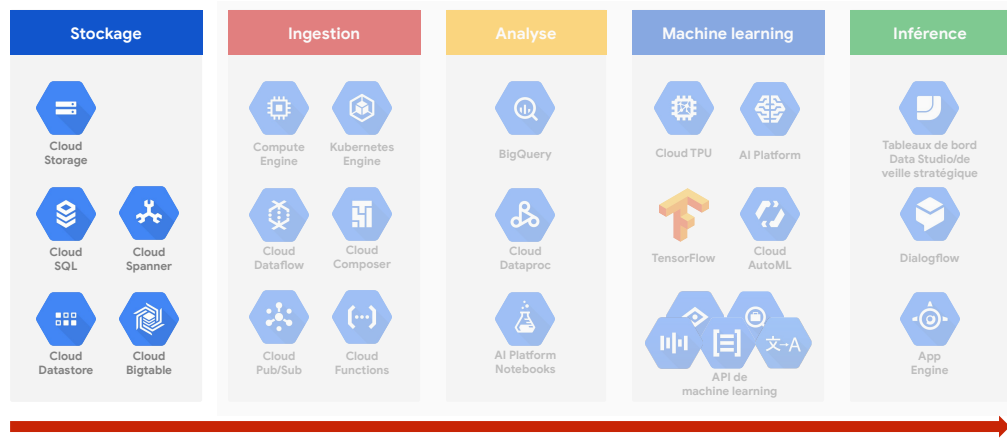 Stockage
Cloud
Storage
Cloud
SQL
Cloud
Spanner
Cloud
Datastore
Cloud
Bigtable
Ingestion
Compute
Engine
Kubernetes
Engine
Cloud
Dataflow
Cloud
Composer
Cloud
Pub/Sub
Cloud
Functions
Analyse
BigQuery
Cloud
Dataproc
AI Platform
Notebooks
Machine learning
Cloud TPU
AI Platform
TensorFlow
Cloud
AutoML
文→A
API de
machine learning
Inférence
Tableaux de bord
Data Studio/de
veille stratégique
Dialogflow
App
Engine